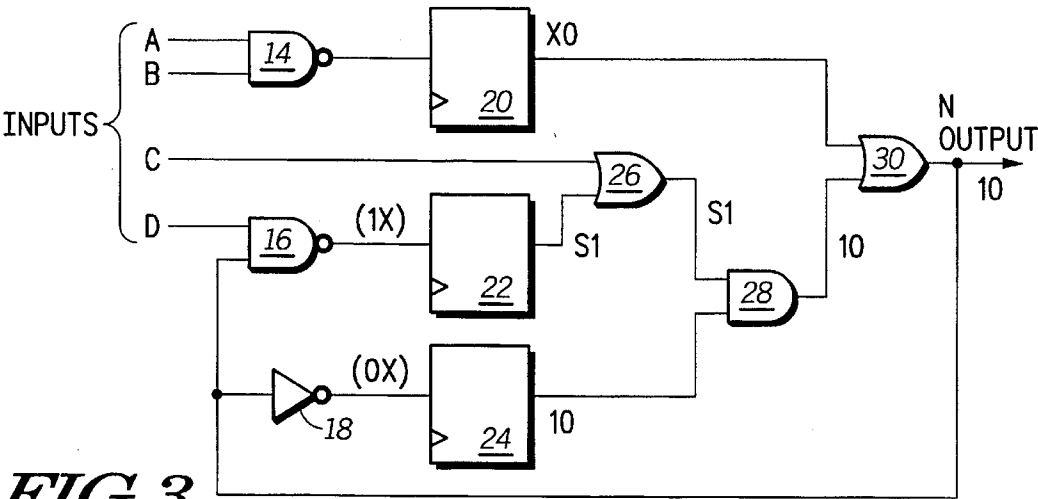 A
B
14
X0
20
N
OUTPUT
INPUTS
C
26
30
10
D
16
(1X)
S1
S1
22
28
10
(0X)
18
10
24
FIG. 3